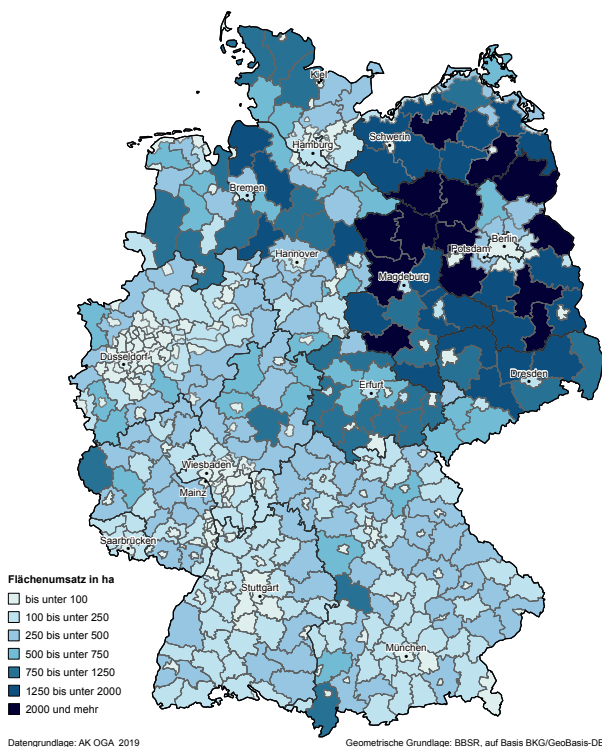 Kiel
Schwerin
Hamburg
Bremen
Berlin
Potsdam
Hannover
Magdeburg
Düsseldorf
Dresden
Erfurt
Wiesbaden
Mainz
Saarbrücken
Stuttgart
München
Flächenumsatz in ha
bis unter 100
100 bis unter 250
250 bis unter 500
500 bis unter 750
750 bis unter 1250
1250 bis unter 2000
2000 und mehr
Datengrundlage: AK OGA 2019
Geometrische Grundlage: BBSR, auf Basis BKG/GeoBasis-DE